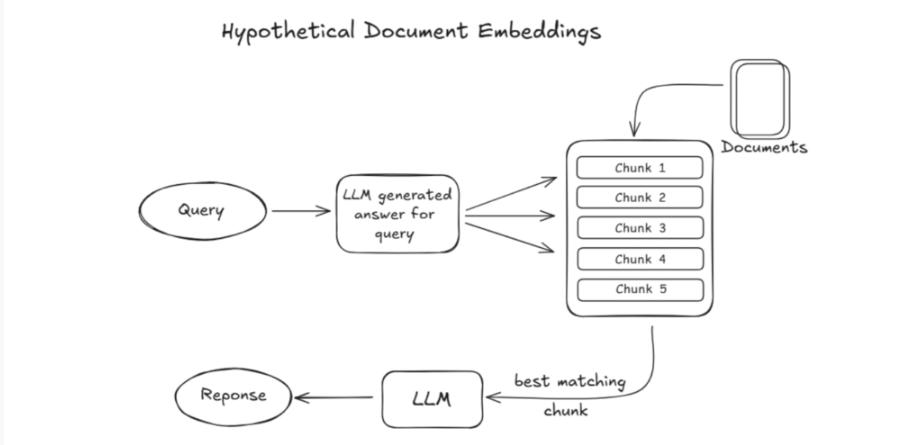 Hypothetical Document Embeddings
Documents
Chunk 1
Chunk 2
Chunk 3
Chunk 4
Chunk 5
Query
LLM generated
answer for
query
best matching
chunk
LLM
Reponse